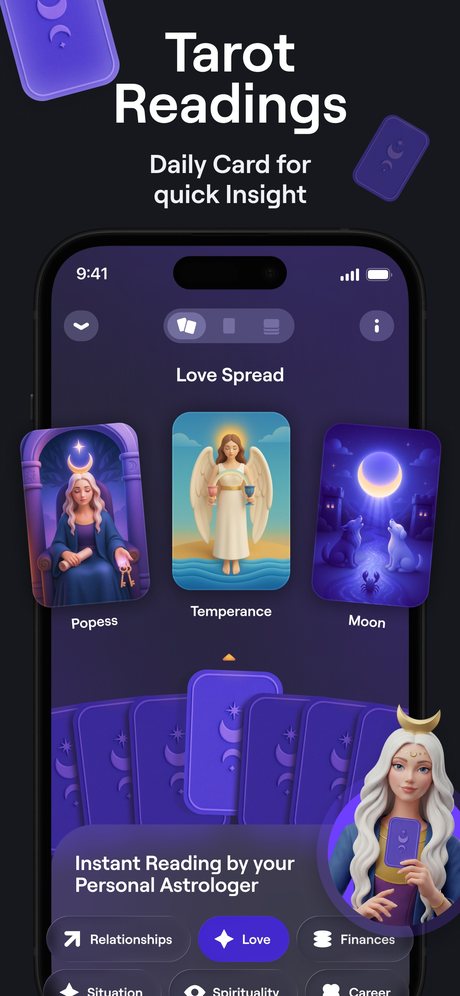 Tarot
Readings
Daily Card for
quick Insight
9:41
Love Spread
Popess
Temperance
Moon
Instant Reading by your
Personal Astrologer
Relationships
Love
Finances
Situation
Spirituality
Career